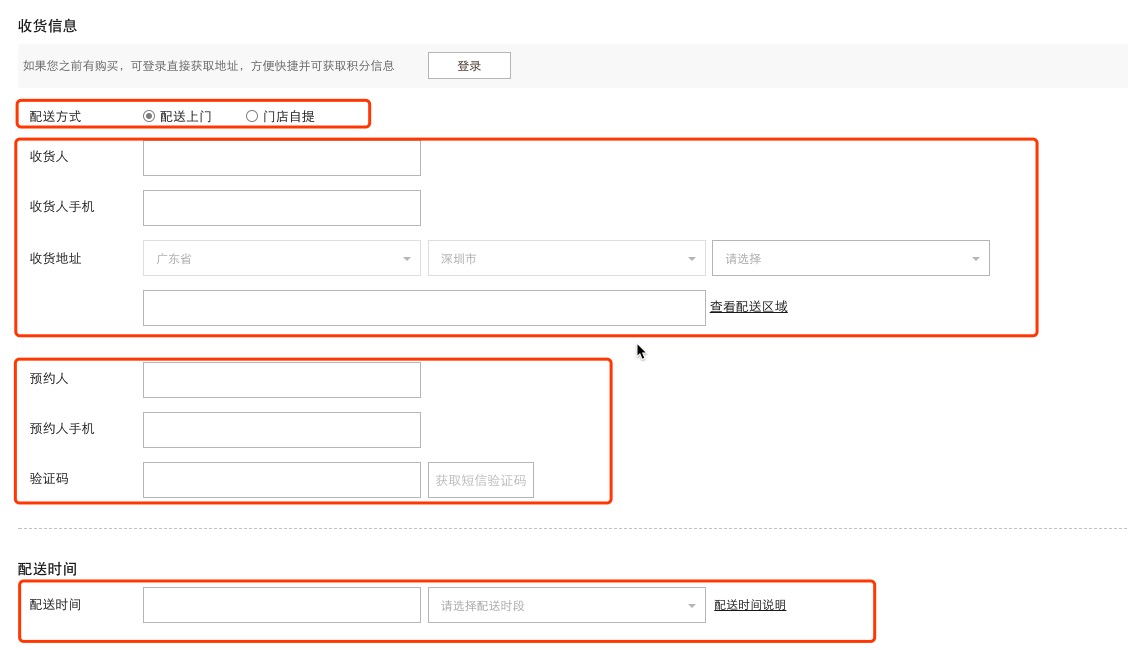 收货信息
如果您之前有购买，可登录直接获取地址，方便快捷并可获取积分信息 登录
配送方式 配送上门 门店自提
收货人
收货人手机
收货地址 广东省 深圳市 请选择
查看配送区域
预约人
预约人手机
验证码 获取短信验证码
配送时间
配送时间 请选择配送时段 配送时间说明